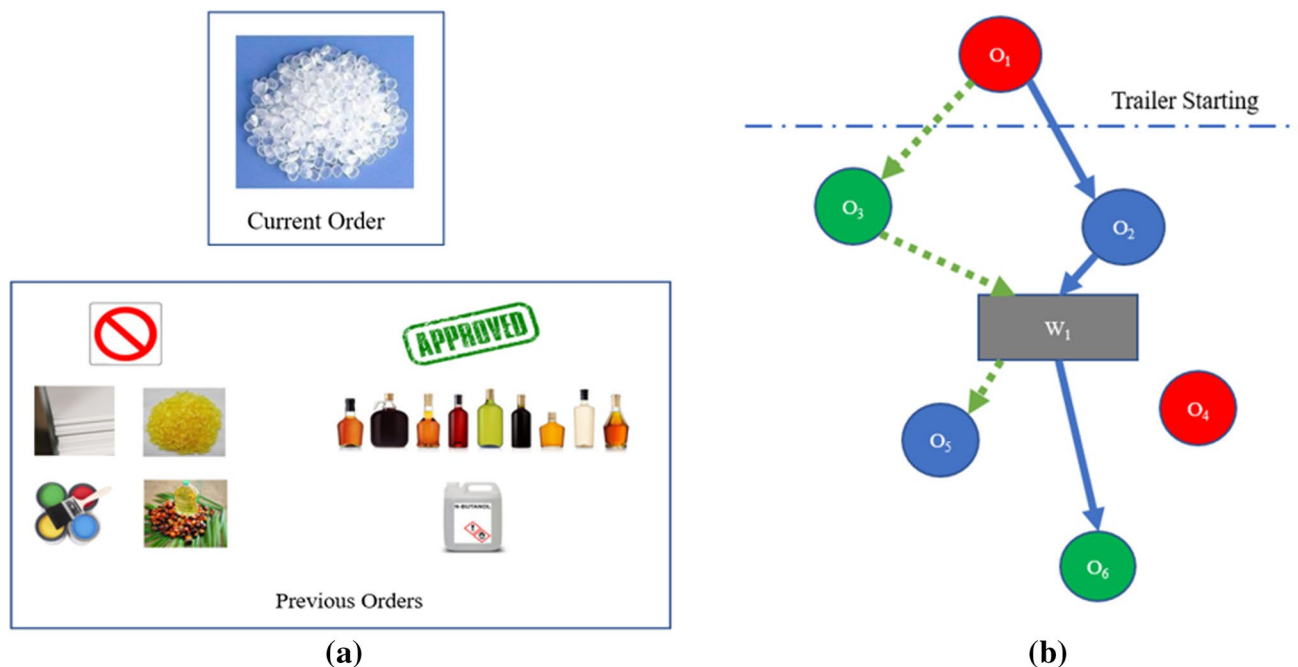 Current Order
APPROVED
N-BUTANOL
Previous Orders
(a)
O1
Trailer Starting
O3
O2
W1
O4
O5
O6
(b)